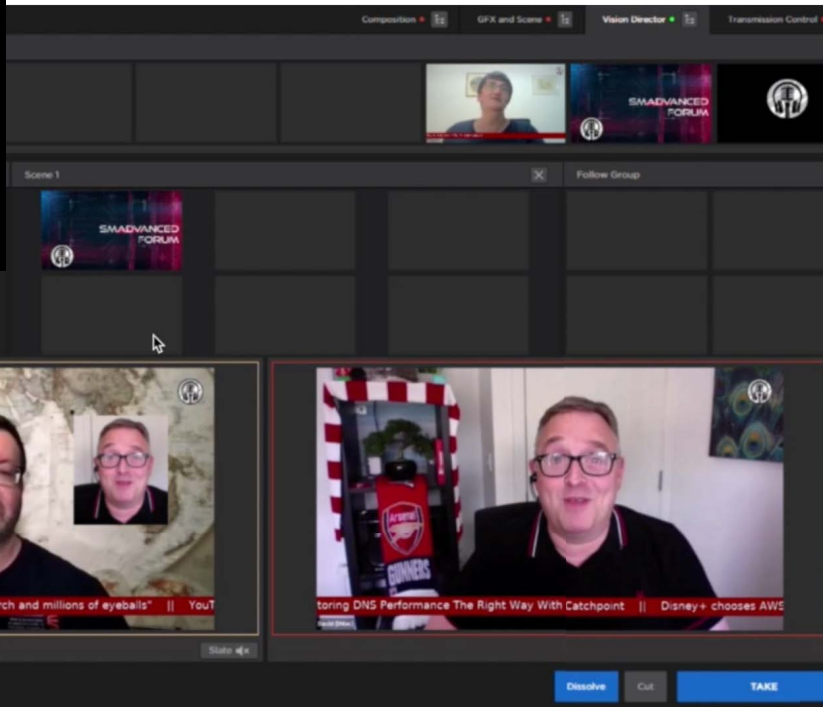 Composition
GFX and Scene
Vision Director
Transmission Control
SMADVANCED
FORUM
Scene 1
Follow Group
SMADVANCED
FORUM
Arsenal
GUNNERS
rch and millions of eyeballs" || YouT
toring DNS Performance The Right Way With Catchpoint || Disney+ chooses AWS
Slate
Dissolve
Cut
TAKE